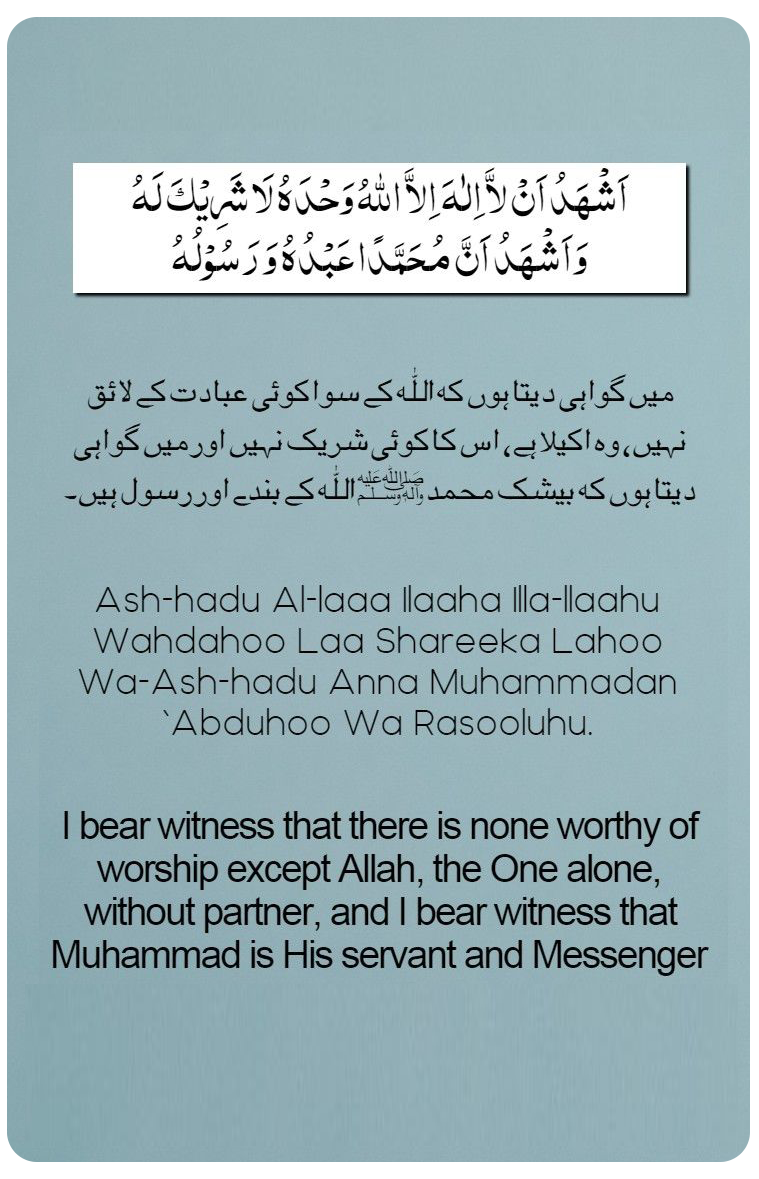 اَشْهَدُ اَنْ لَّآ اِلٰهَ اِلَّا اللهُ وَحْدَهٗ لَا شَرِيْكَ لَهٗ
وَاَشْهَدُ اَنَّ مُحَمَّدًا عَبْدُهٗ وَرَسُوْلُهٗ
میں گواہی دیتا ہوں کہ اللّٰہ کے سوا کوئی عبادت کے لائق
نہیں، وہ اکیلا ہے، اس کا کوئی شریک نہیں اور میں گواہی
دیتا ہوں کہ بیشک محمد صلى الله عليه وآله وسلم اللّٰہ کے بندے اور رسول ہیں۔
Ash-hadu Al-laaa Ilaaha Illa-llaahu
Wahdahoo Laa Shareeka Lahoo
Wa-Ash-hadu Anna Muhammadan
`Abduhoo Wa Rasooluhu.
I bear witness that there is none worthy of
worship except Allah, the One alone,
without partner, and I bear witness that
Muhammad is His servant and Messenger